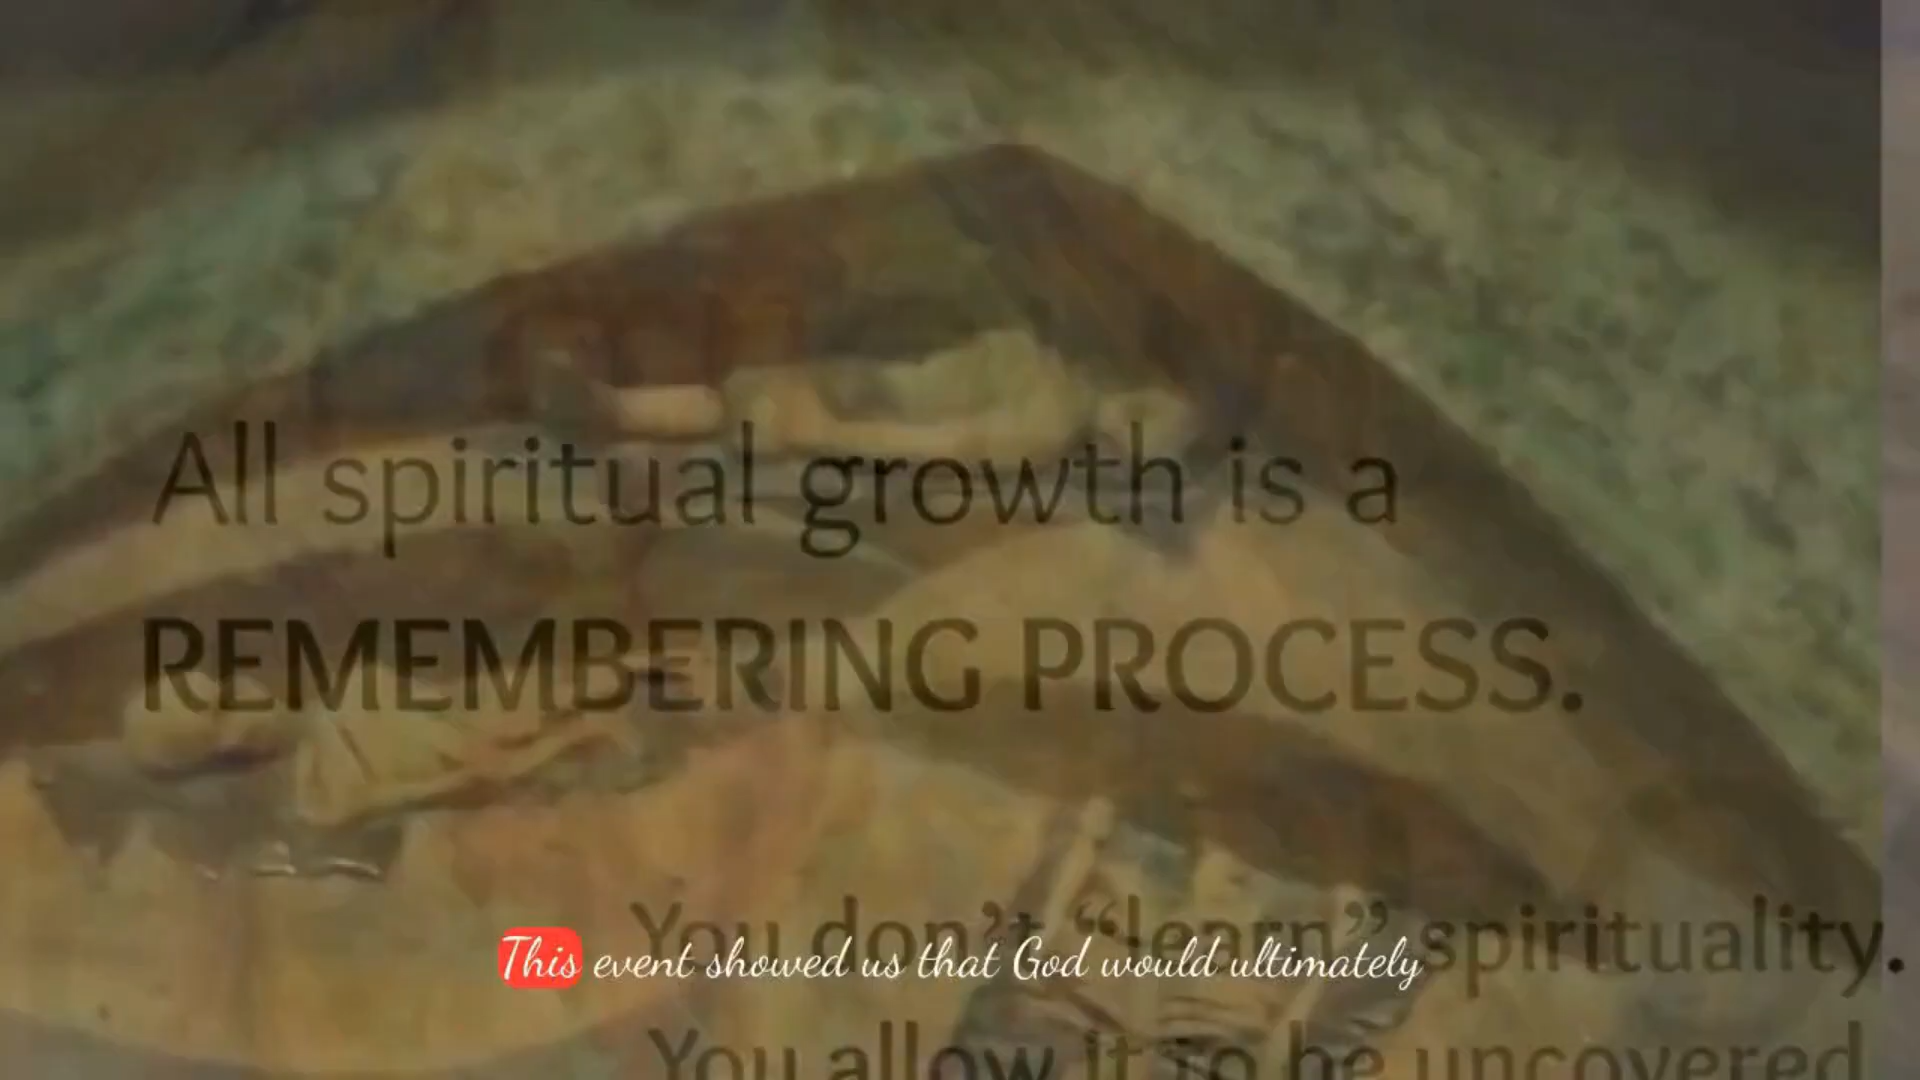 All spiritual growth is a
REMEMBERING PROCESS.
You don't “learn” spirituality.
This event showed us that God would ultimately
You allow it to be uncovered